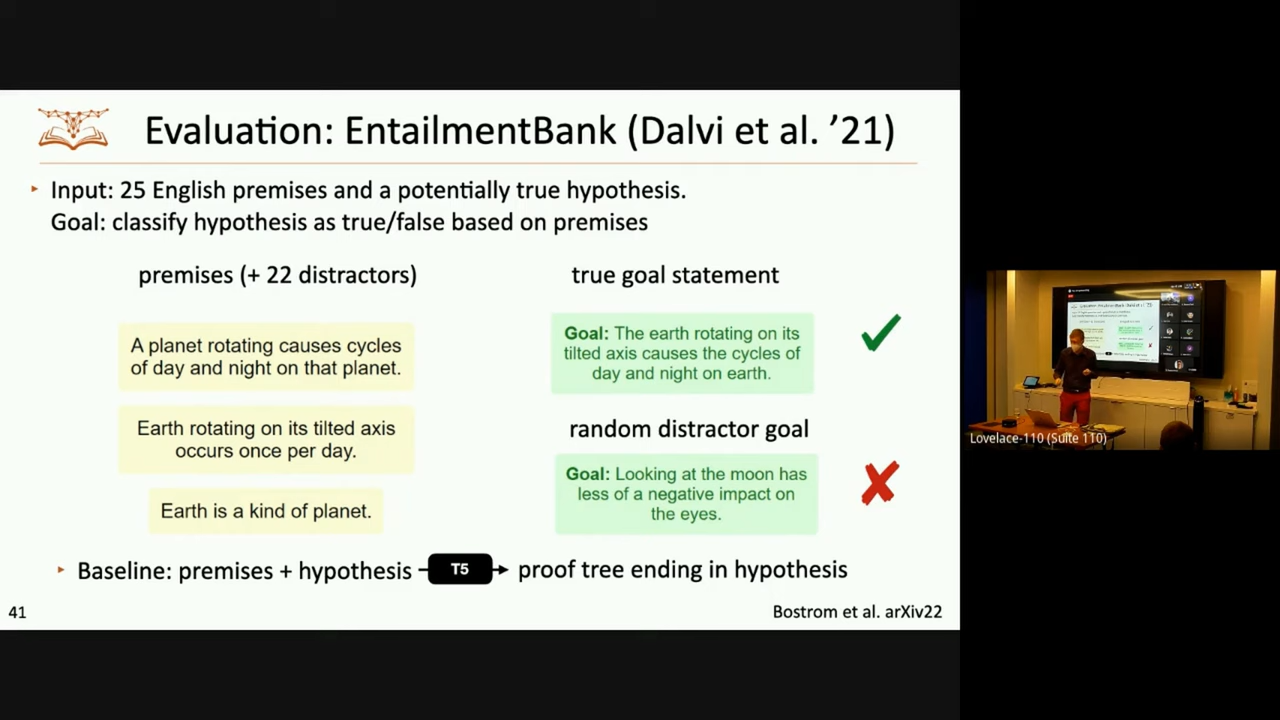 Evaluation: EntailmentBank (Dalvi et al. ’21)
‣ Input: 25 English premises and a potentially true hypothesis.
Goal: classify hypothesis as true/false based on premises
premises (+ 22 distractors)
true goal statement
A planet rotating causes cycles
of day and night on that planet.
Goal: The earth rotating on its
tilted axis causes the cycles of
day and night on earth.
Earth rotating on its tilted axis
occurs once per day.
random distractor goal
Earth is a kind of planet.
Goal: Looking at the moon has
less of a negative impact on
the eyes.
‣ Baseline: premises + hypothesis T5 proof tree ending in hypothesis
41
Bostrom et al. arXiv22
Lovelace-110 (Suite 110)